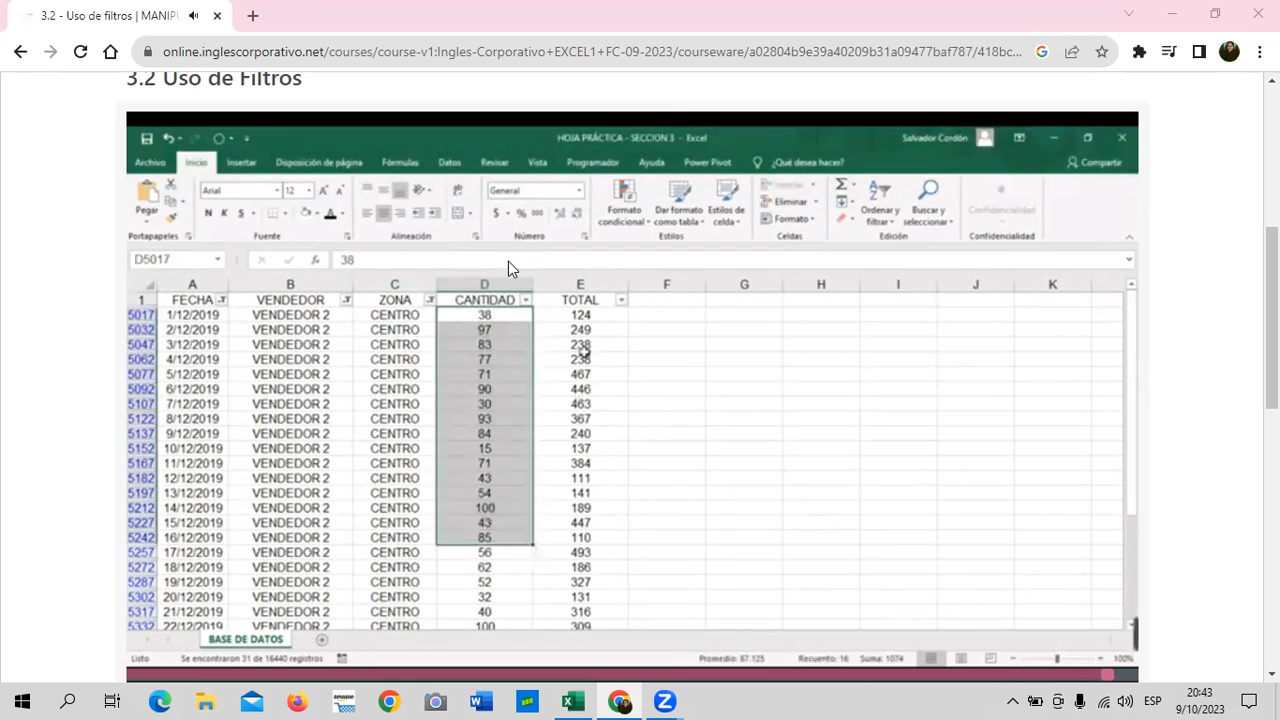 3.2 - Uso de filtros | MANIPU
online.inglescorporativo.net/courses/course-v1:Ingles-Corporativo+EXCEL1+FC-09-2023/courseware/a02804b9e39a40209b31a09477baf787/418bc...
3.2 Uso de Filtros
HOJA PRÁCTICA - SECCION 3 - Excel
Salvador Cordón
Archivo Inicio Insertar Disposición de página Fórmulas Datos Revisar Vista Programador Ayuda Power Pivot ¿Qué desea hacer? Compartir
Pegar
Arial 12
N K S
General
$ % 000
Formato condicional
Dar formato como tabla
Estilos de celda
Insertar
Eliminar
Formato
Ordenar y filtrar
Buscar y seleccionar
Confidencialidad
Portapapeles Fuente Alineación Número Estilos Celdas Edición Confidencialidad
D5017 fx 38
A B C D E F G H I J K
1 FECHA VENDEDOR ZONA CANTIDAD TOTAL
5017 1/12/2019 VENDEDOR 2 CENTRO 38 124
5032 2/12/2019 VENDEDOR 2 CENTRO 97 249
5047 3/12/2019 VENDEDOR 2 CENTRO 83 238
5062 4/12/2019 VENDEDOR 2 CENTRO 77 238
5077 5/12/2019 VENDEDOR 2 CENTRO 71 467
5092 6/12/2019 VENDEDOR 2 CENTRO 90 446
5107 7/12/2019 VENDEDOR 2 CENTRO 30 463
5122 8/12/2019 VENDEDOR 2 CENTRO 93 367
5137 9/12/2019 VENDEDOR 2 CENTRO 84 240
5152 10/12/2019 VENDEDOR 2 CENTRO 15 137
5167 11/12/2019 VENDEDOR 2 CENTRO 71 384
5182 12/12/2019 VENDEDOR 2 CENTRO 43 111
5197 13/12/2019 VENDEDOR 2 CENTRO 54 141
5212 14/12/2019 VENDEDOR 2 CENTRO 100 189
5227 15/12/2019 VENDEDOR 2 CENTRO 43 447
5242 16/12/2019 VENDEDOR 2 CENTRO 85 110
5257 17/12/2019 VENDEDOR 2 CENTRO 56 493
5272 18/12/2019 VENDEDOR 2 CENTRO 62 186
5287 19/12/2019 VENDEDOR 2 CENTRO 52 327
5302 20/12/2019 VENDEDOR 2 CENTRO 32 131
5317 21/12/2019 VENDEDOR 2 CENTRO 40 316
5332 22/12/2019 VENDEDOR 2 CENTRO 100 309
BASE DE DATOS
Listo Se encontraron 31 de 16440 registros Promedio: 67.125 Recuento: 16 Suma: 1074 100%
amazon
ESP
20:43
9/10/2023